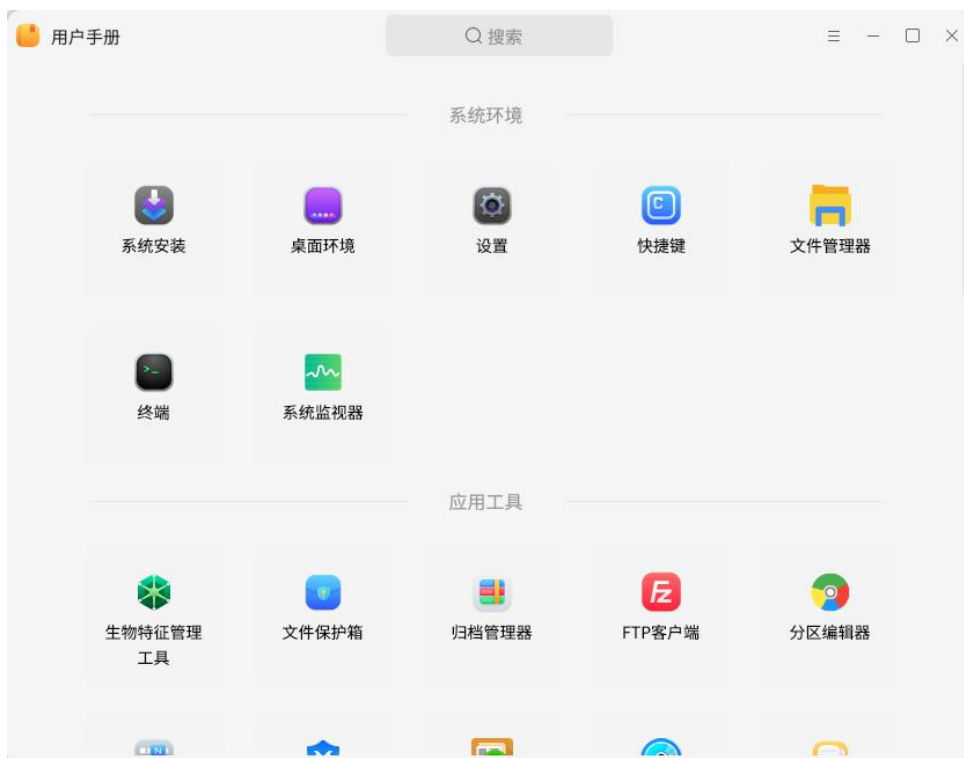 用户手册
搜索
系统环境
系统安装
桌面环境
设置
快捷键
文件管理器
终端
系统监视器
应用工具
生物特征管理
工具
文件保护箱
归档管理器
FTP客户端
分区编辑器